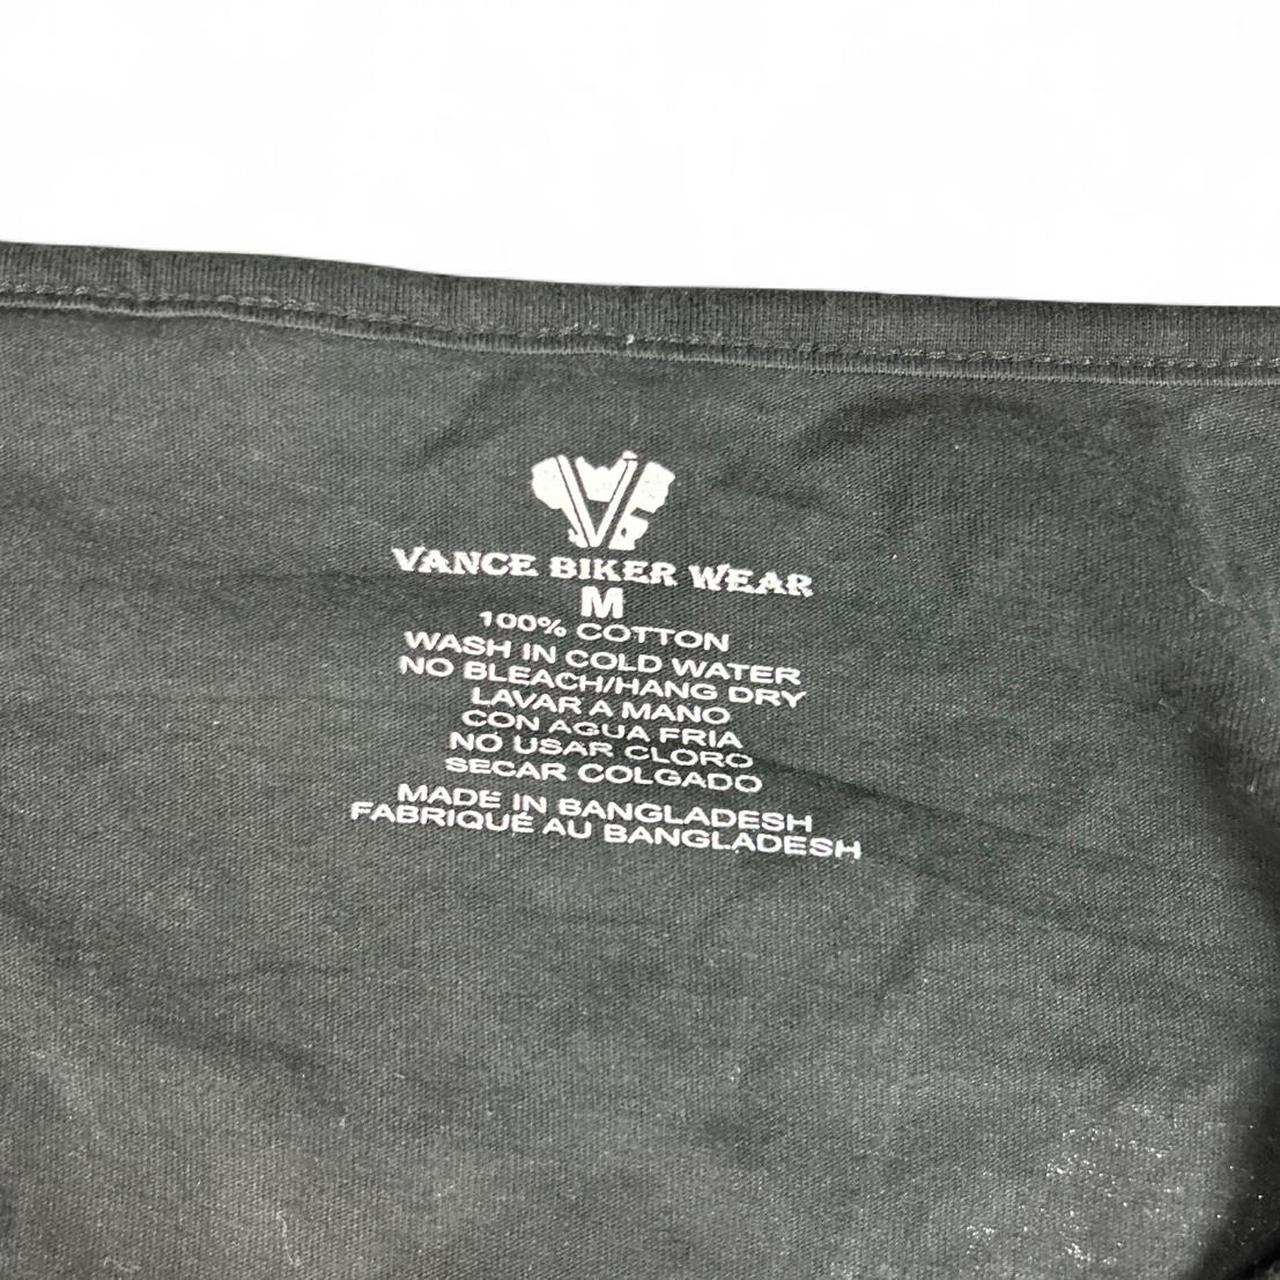 VANCE BIKER WEAR
M
100% COTTON
WASH IN COLD WATER
NO BLEACH/HANG DRY
LAVAR A MANO
CON AGUA FRIA
NO USAR CLORO
SECAR COLGADO
MADE IN BANGLADESH
FABRIQUÉ AU BANGLADESH